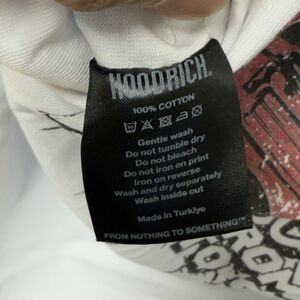 HOODRICH.
100% COTTON
Gentle wash
Do not tumble dry
Do not bleach
Do not iron on print
Iron on reverse
Wash and dry separately
Wash inside out
Made in Turkiye
FROM NOTHING TO SOMETHING™